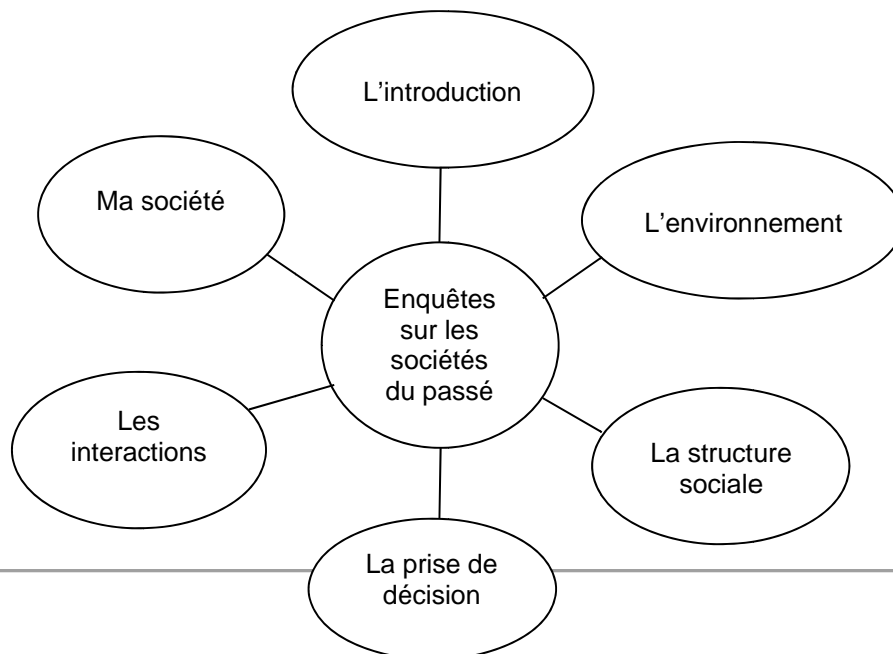 L'introduction
Ma société
L'environnement
Enquêtes
sur les
sociétés
du passé
Les
interactions
La structure
sociale
La prise de
décision